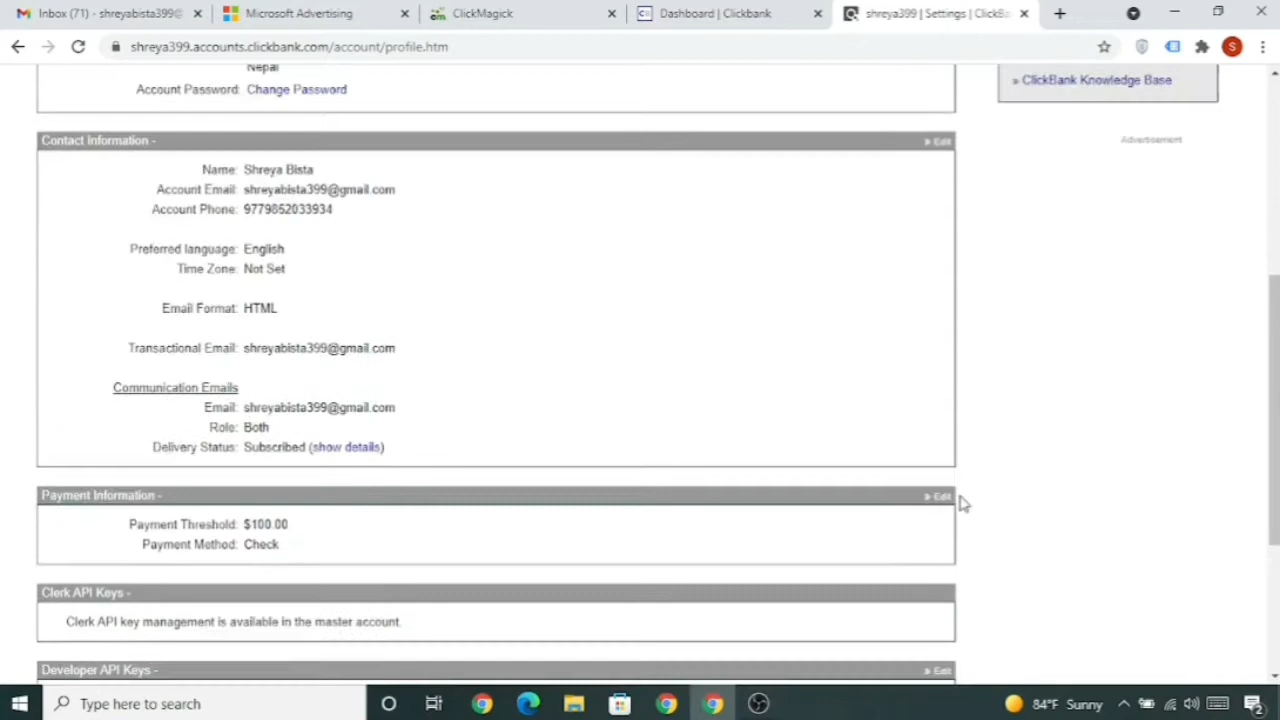 Inbox (71) - shreyabista399@
Microsoft Advertising
ClickMagick
Dashboard | Clickbank
shreya399 | Settings | ClickBa
S
shreya399.accounts.clickbank.com/account/profile.htm
Nepal
Account Password: Change Password
» ClickBank Knowledge Base
Advertisement
Contact Information -
» Edit
Name: Shreya Bista
Account Email: shreyabista399@gmail.com
Account Phone: 9779852033934
Preferred language: English
Time Zone: Not Set
Email Format: HTML
Transactional Email: shreyabista399@gmail.com
Communication Emails
Email: shreyabista399@gmail.com
Role: Both
Delivery Status: Subscribed (show details)
Payment Information -
» Edit
Payment Threshold: $100.00
Payment Method: Check
Clerk API Keys -
Clerk API key management is available in the master account.
Developer API Keys -
» Edit
Type here to search
84°F Sunny
2